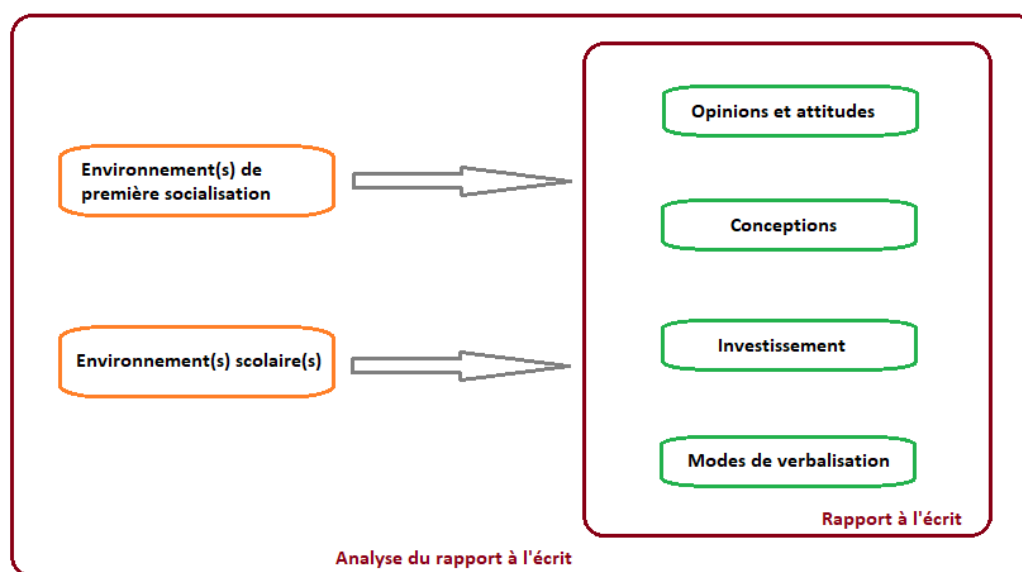 Environnement(s) de
première socialisation
Environnement(s) scolaire(s)
Opinions et attitudes
Conceptions
Investissement
Modes de verbalisation
Rapport à l'écrit
Analyse du rapport à l'écrit